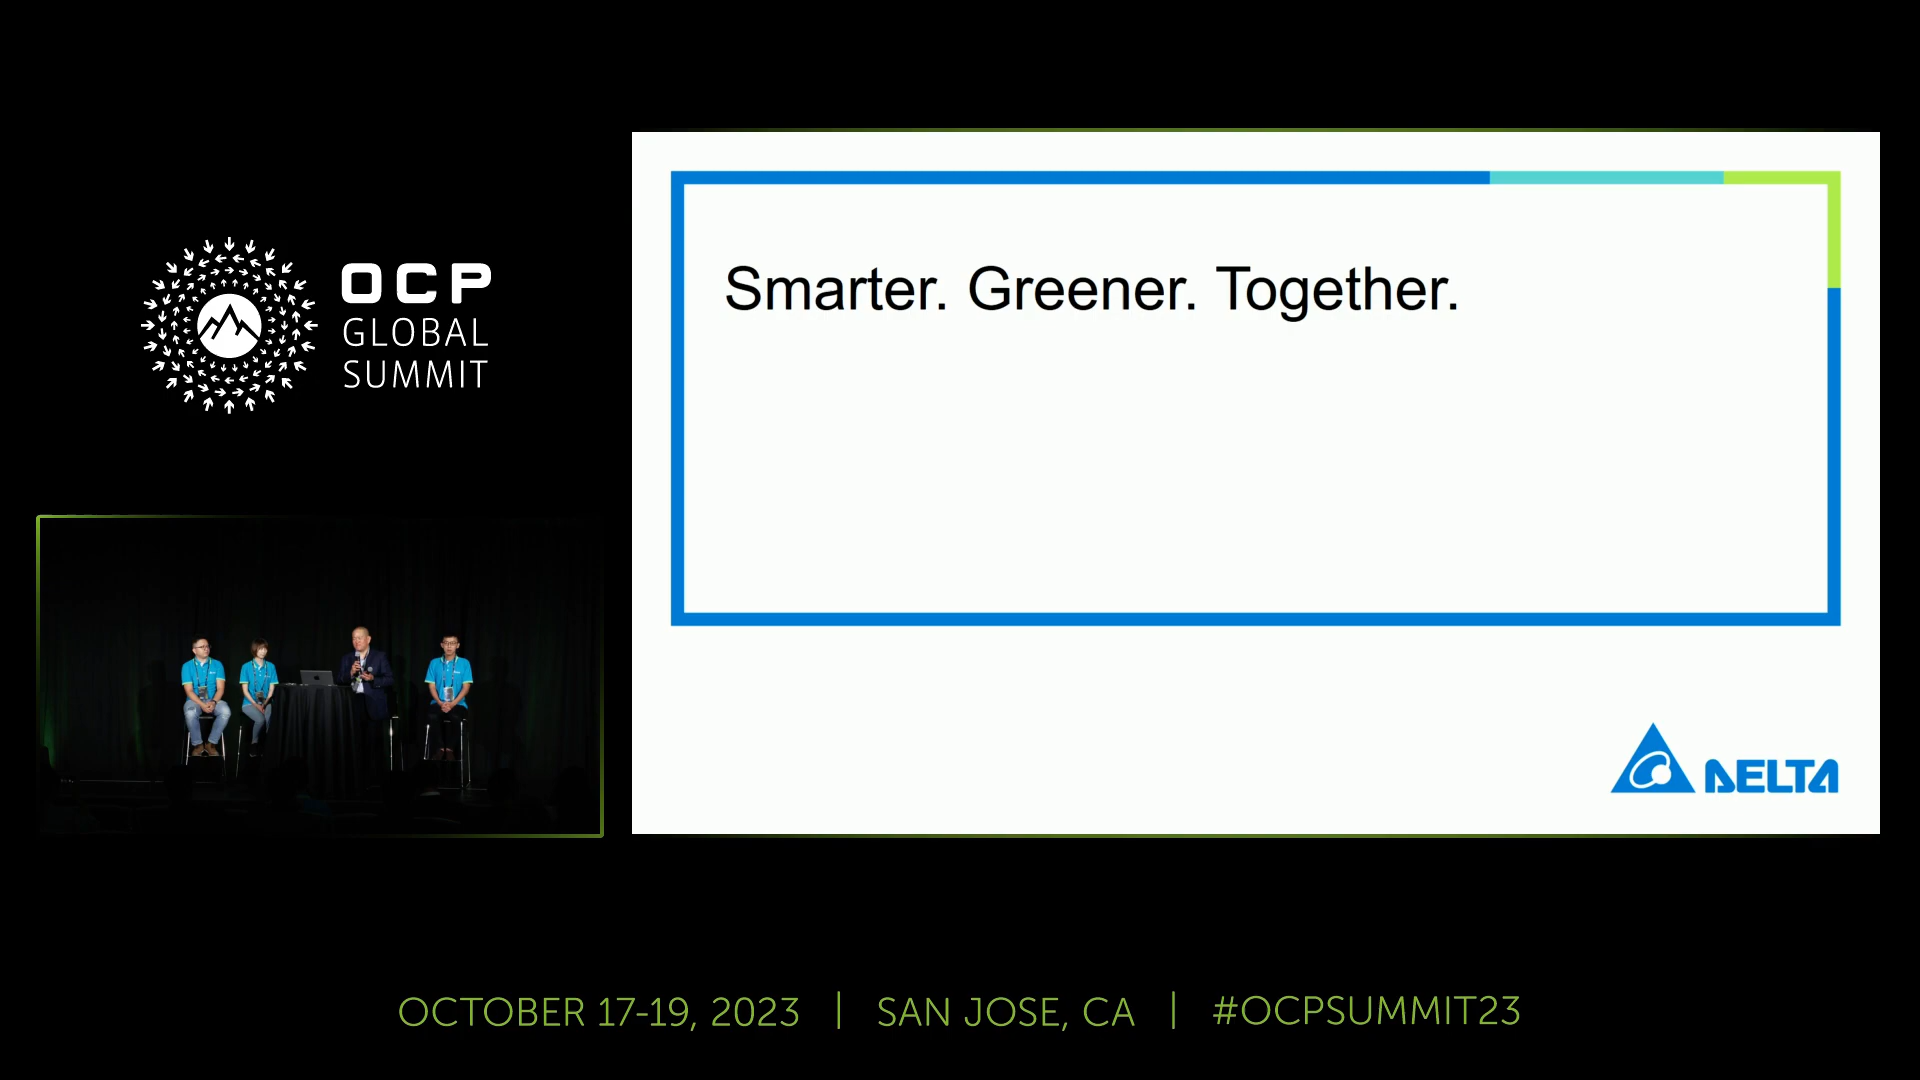 OCP
GLOBAL
SUMMIT
Smarter. Greener. Together.
DELTA
OCTOBER 17-19, 2023 | SAN JOSE, CA | #OCPSUMMIT23